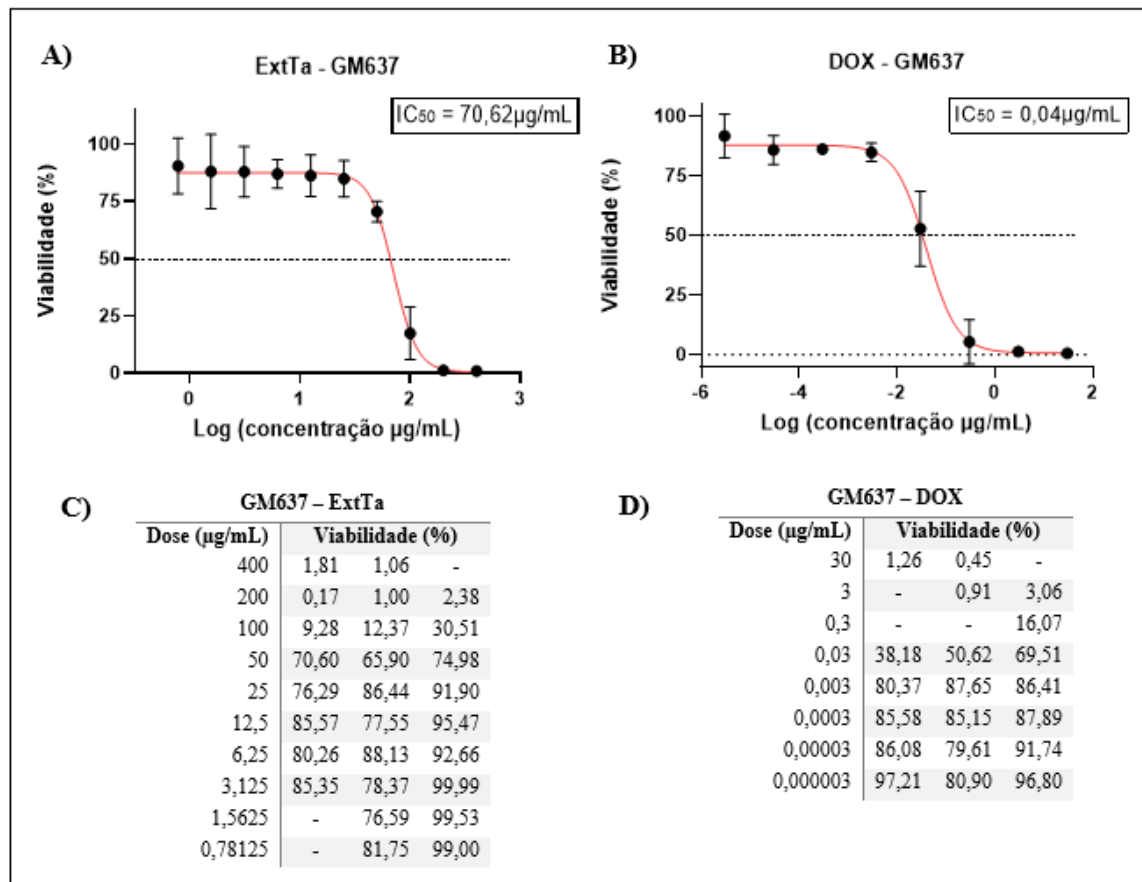 A)
ExtTa - GM637
IC50 = 70,62µg/mL
Viabilidade (%)
100
75
50
25
0
0 1 2 3
Log (concentração µg/mL)
B)
DOX - GM637
IC50 = 0,04µg/mL
Viabilidade (%)
100
75
50
25
0
-6 -4 -2 0 2
Log (concentração µg/mL)
C)
GM637 – ExtTa
Dose (µg/mL) Viabilidade (%)
400 1,81 1,06 -
200 0,17 1,00 2,38
100 9,28 12,37 30,51
50 70,60 65,90 74,98
25 76,29 86,44 91,90
12,5 85,57 77,55 95,47
6,25 80,26 88,13 92,66
3,125 85,35 78,37 99,99
1,5625 - 76,59 99,53
0,78125 - 81,75 99,00
D)
GM637 – DOX
Dose (µg/mL) Viabilidade (%)
30 1,26 0,45 -
3 - 0,91 3,06
0,3 - - 16,07
0,03 38,18 50,62 69,51
0,003 80,37 87,65 86,41
0,0003 85,58 85,15 87,89
0,00003 86,08 79,61 91,74
0,000003 97,21 80,90 96,80